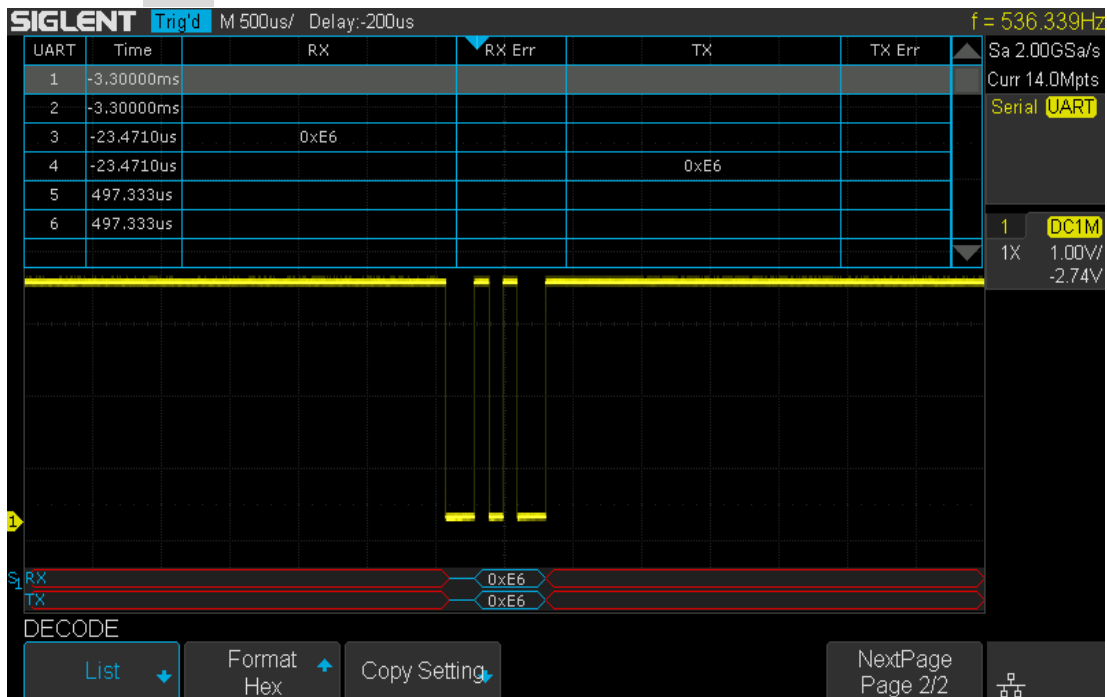 SIGLENT Trig'd M 500us/ Delay:-200us f = 536.339Hz
UART Time RX RX Err TX TX Err
Sa 2.00GSa/s
1 -3.30000ms
Curr 14.0Mpts
2 -3.30000ms
Serial UART
3 -23.4710us 0xE6
4 -23.4710us 0xE6
5 497.333us
6 497.333us
1 DC1M
1X 1.00V/
-2.74V
1
S1 RX 0xE6
TX 0xE6
DECODE
List
Format
Hex
Copy Setting
NextPage
Page 2/2